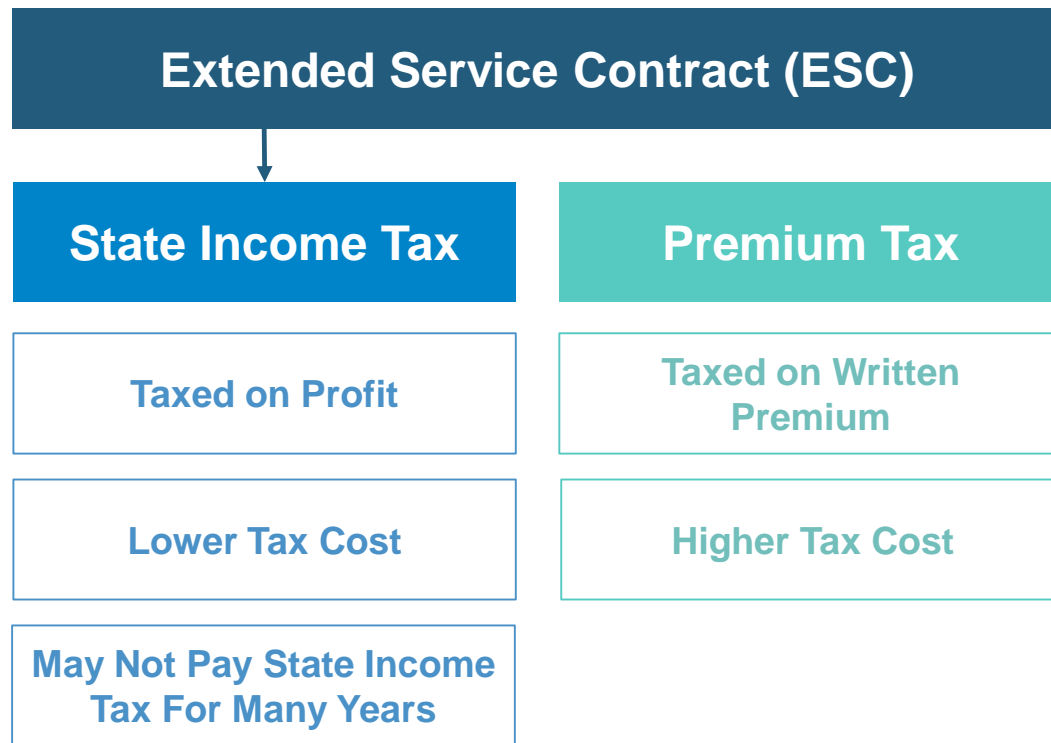 Extended Service Contract (ESC)
State Income Tax
Premium Tax
Taxed on Profit
Taxed on Written
Premium
Lower Tax Cost
Higher Tax Cost
May Not Pay State Income
Tax For Many Years